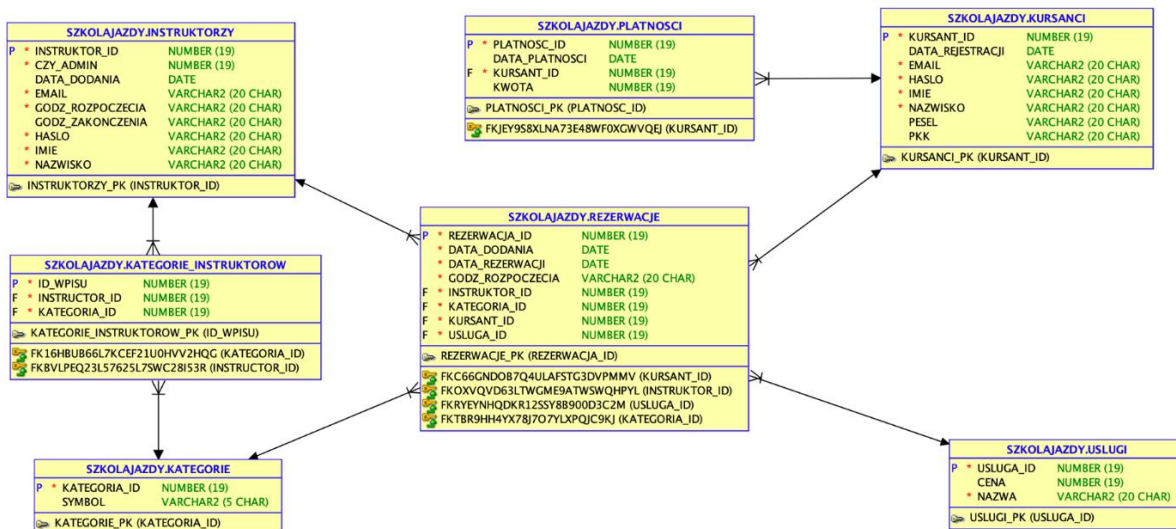 SZKOLAJAZDY.INSTRUKTORZY
P * INSTRUKTOR_ID NUMBER (19)
* CZY_ADMIN NUMBER (19)
DATA_DODANIA DATE
* EMAIL VARCHAR2 (20 CHAR)
* GODZ_ROZPOCZECIA VARCHAR2 (20 CHAR)
GODZ_ZAKONCZENIA VARCHAR2 (20 CHAR)
* HASLO VARCHAR2 (20 CHAR)
* IMIE VARCHAR2 (20 CHAR)
* NAZWISKO VARCHAR2 (20 CHAR)
INSTRUKTORZY_PK (INSTRUKTOR_ID)
SZKOLAJAZDY.PLATNOSCI
P * PLATNOSC_ID NUMBER (19)
DATA_PLATNOSCI DATE
F * KURSANT_ID NUMBER (19)
KWOTA NUMBER (19)
PLATNOSCI_PK (PLATNOSC_ID)
FKJEY9S8XLNA73E48WF0XGWVQEJ (KURSANT_ID)
SZKOLAJAZDY.KURSANCI
P * KURSANT_ID NUMBER (19)
DATA_REJESTRACJI DATE
* EMAIL VARCHAR2 (20 CHAR)
* HASLO VARCHAR2 (20 CHAR)
* IMIE VARCHAR2 (20 CHAR)
* NAZWISKO VARCHAR2 (20 CHAR)
PESEL VARCHAR2 (20 CHAR)
PKK VARCHAR2 (20 CHAR)
KURSANCI_PK (KURSANT_ID)
SZKOLAJAZDY.KATEGORIE_INSTRUKTOROW
P * ID_WPISU NUMBER (19)
F * INSTRUCTOR_ID NUMBER (19)
F * KATEGORIA_ID NUMBER (19)
KATEGORIE_INSTRUKTOROW_PK (ID_WPISU)
FK16HBUB66L7KCEF21U0HVV2HQG (KATEGORIA_ID)
FKBVLPEQ23L57625L7SWC28I53R (INSTRUCTOR_ID)
SZKOLAJAZDY.REZERWACJE
P * REZERWACJA_ID NUMBER (19)
* DATA_DODANIA DATE
* DATA_REZERWACJI DATE
* GODZ_ROZPOCZECIA VARCHAR2 (20 CHAR)
F * INSTRUKTOR_ID NUMBER (19)
F * KATEGORIA_ID NUMBER (19)
F * KURSANT_ID NUMBER (19)
F * USLUGA_ID NUMBER (19)
REZERWACJE_PK (REZERWACJA_ID)
FKC66GNDOB7Q4ULAFSTG3DVPMMV (KURSANT_ID)
FKOXVQVD63LTWGME9ATWSWQHPYL (INSTRUKTOR_ID)
FKRYEYNHQDKR12SSY8B900D3C2M (USLUGA_ID)
FKTBR9HH4YX78J7O7YLXPQJC9KJ (KATEGORIA_ID)
SZKOLAJAZDY.KATEGORIE
P * KATEGORIA_ID NUMBER (19)
SYMBOL VARCHAR2 (5 CHAR)
KATEGORIE_PK (KATEGORIA_ID)
SZKOLAJAZDY.USLUGI
P * USLUGA_ID NUMBER (19)
CENA NUMBER (19)
* NAZWA VARCHAR2 (20 CHAR)
USLUGI_PK (USLUGA_ID)